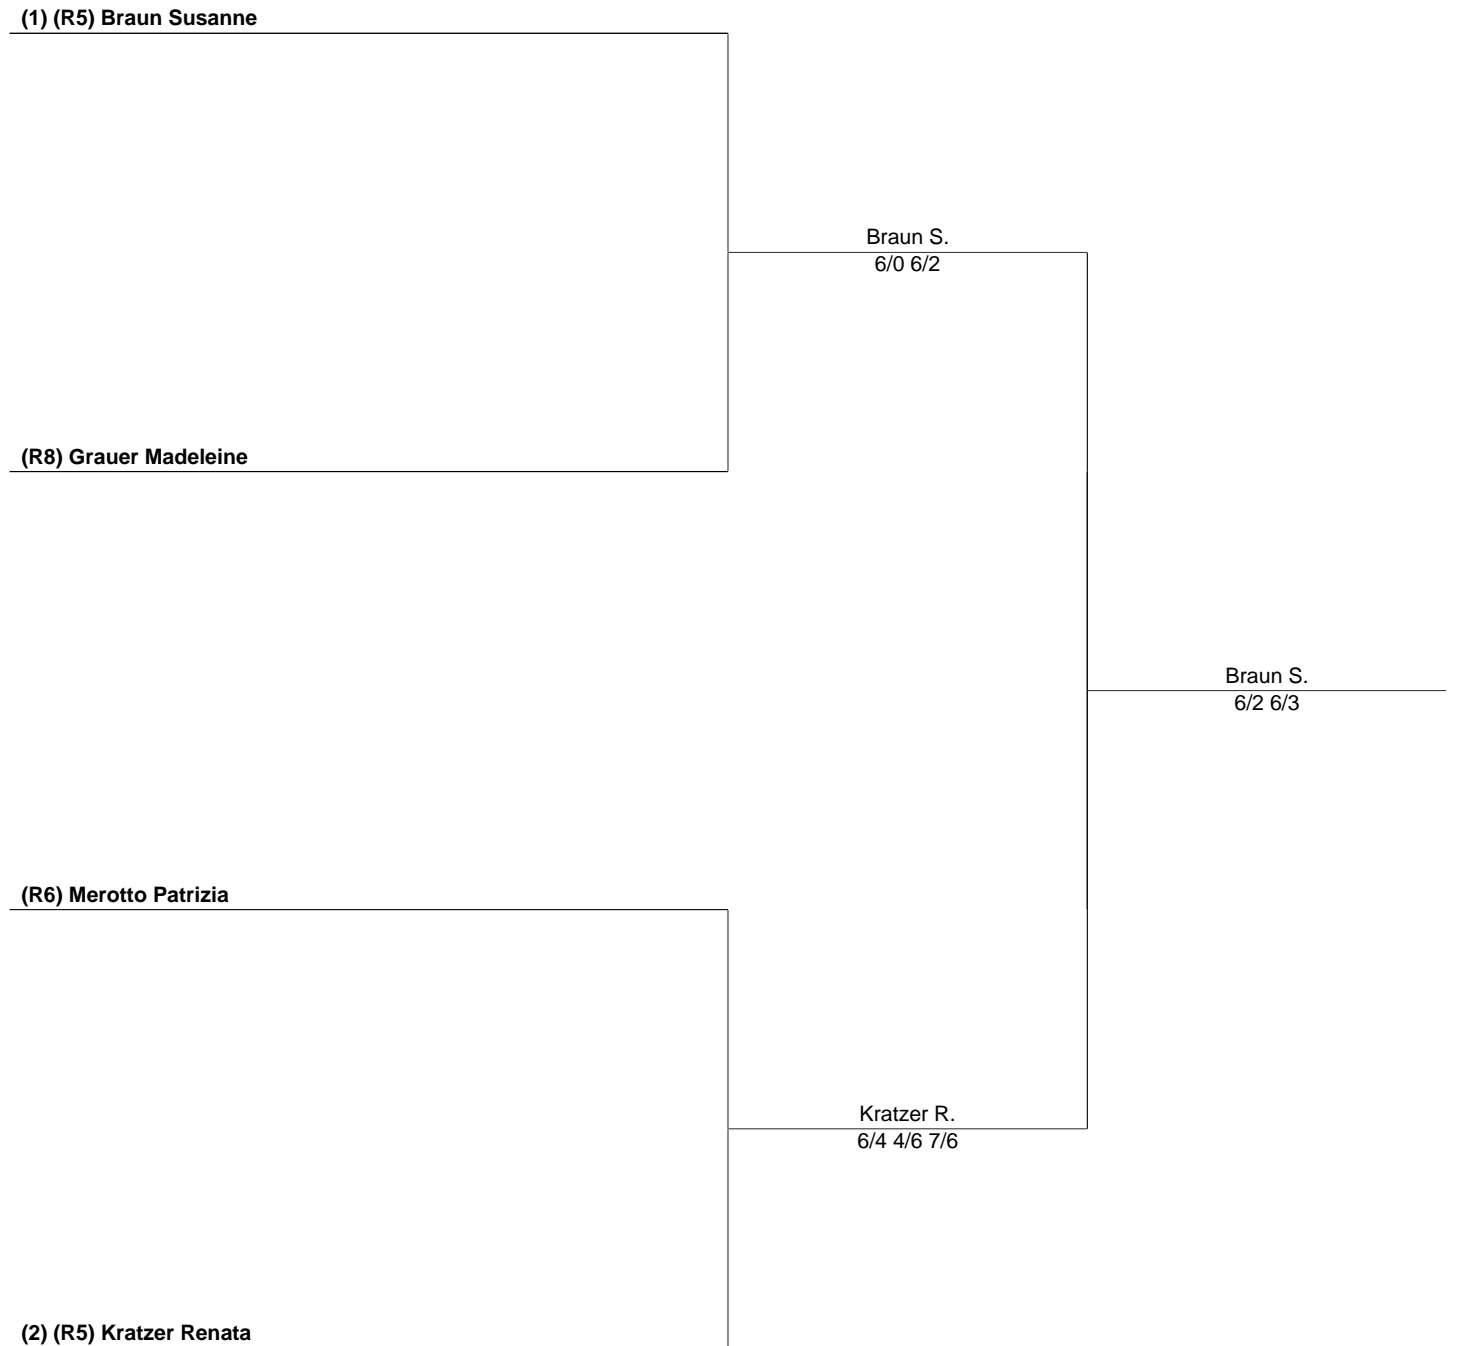 (1) (R5) Braun Susanne
Braun S.
6/0 6/2
(R8) Grauer Madeleine
Braun S.
6/2 6/3
(R6) Merotto Patrizia
Kratzer R.
6/4 4/6 7/6
(2) (R5) Kratzer Renata